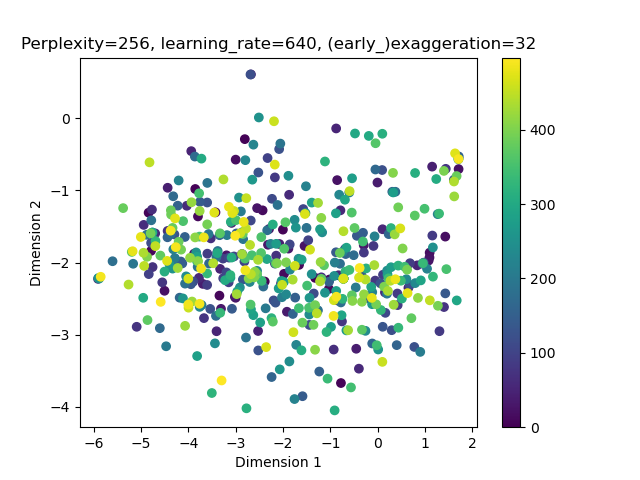 Perplexity=256, learning_rate=640, (early_)exaggeration=32
Dimension 2
0
−1
−2
−3
−4
−6 −5 −4 −3 −2 −1 0 1 2
Dimension 1
400
300
200
100
0